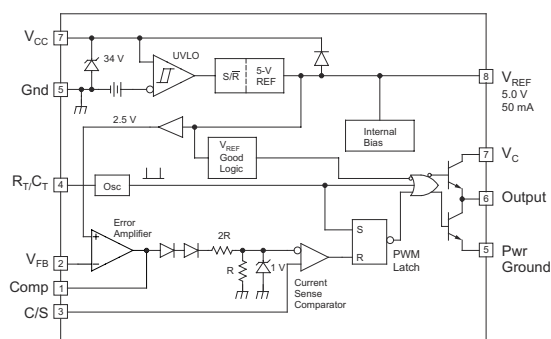 V_CC 7
34 V
UVLO
Gnd 5
S/R̅
5-V
REF
8 V_REF
5.0 V
50 mA
2.5 V
V_REF
Good
Logic
Internal
Bias
7 V_C
R_T/C_T 4
Osc
6 Output
Error
Amplifier
+
−
2R
R
1 V
S
R
PWM
Latch
5 Pwr
Ground
V_FB 2
Comp 1
C/S 3
Current
Sense
Comparator